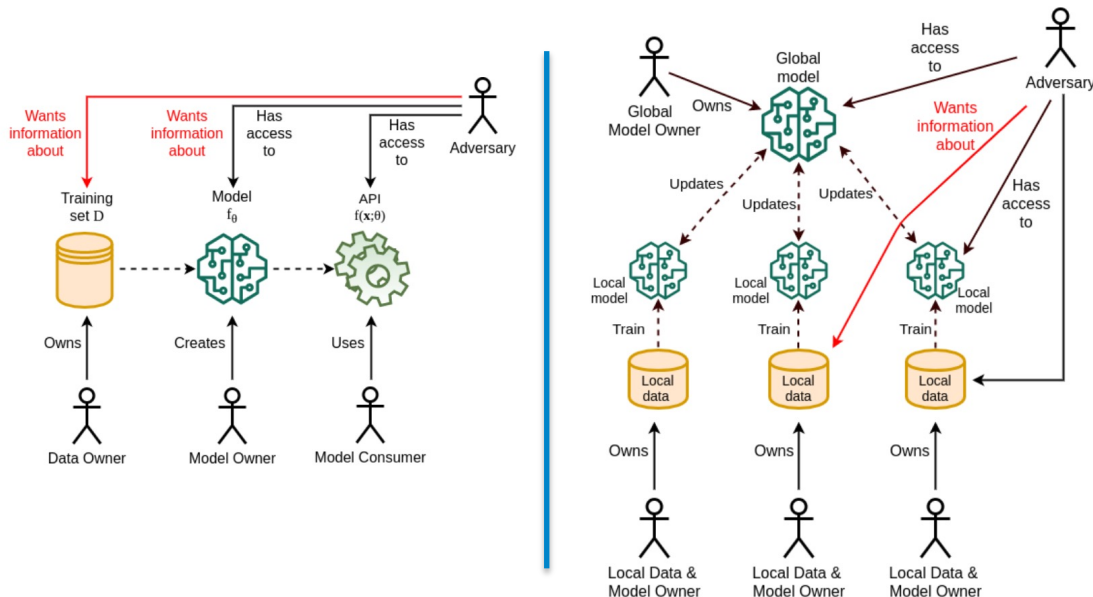 Adversary
Wants
information
about
Wants
information
about
Has
access
to
Has
access
to
Training
set D
Model
fθ
API
f(x;θ)
Owns
Creates
Uses
Data Owner
Model Owner
Model Consumer
Global
Model Owner
Owns
Global
model
Has
access
to
Adversary
Wants
information
about
Has
access
to
Updates
Updates
Updates
Local
model
Local
model
Local
model
Train
Train
Train
Local
data
Local
data
Local
data
Owns
Owns
Owns
Local Data &
Model Owner
Local Data &
Model Owner
Local Data &
Model Owner